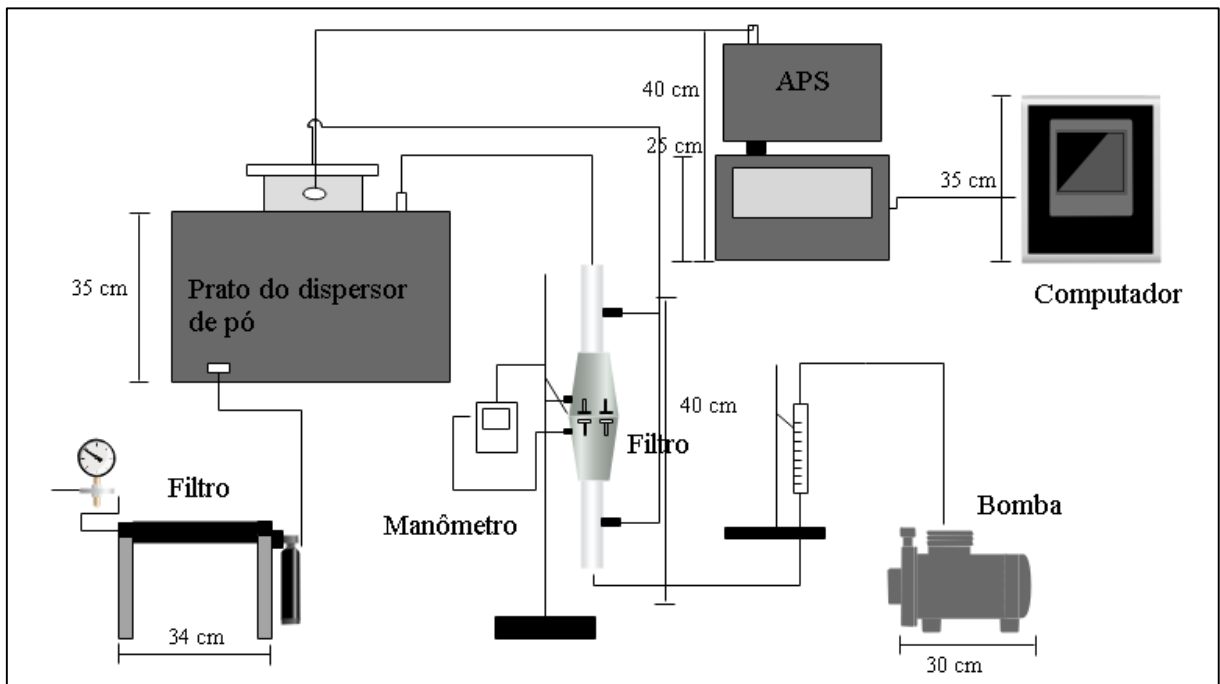 APS
40 cm
25 cm
35 cm
Computador
35 cm
Prato do dispersor
de pó
40 cm
Filtro
Filtro
Manômetro
Bomba
34 cm
30 cm